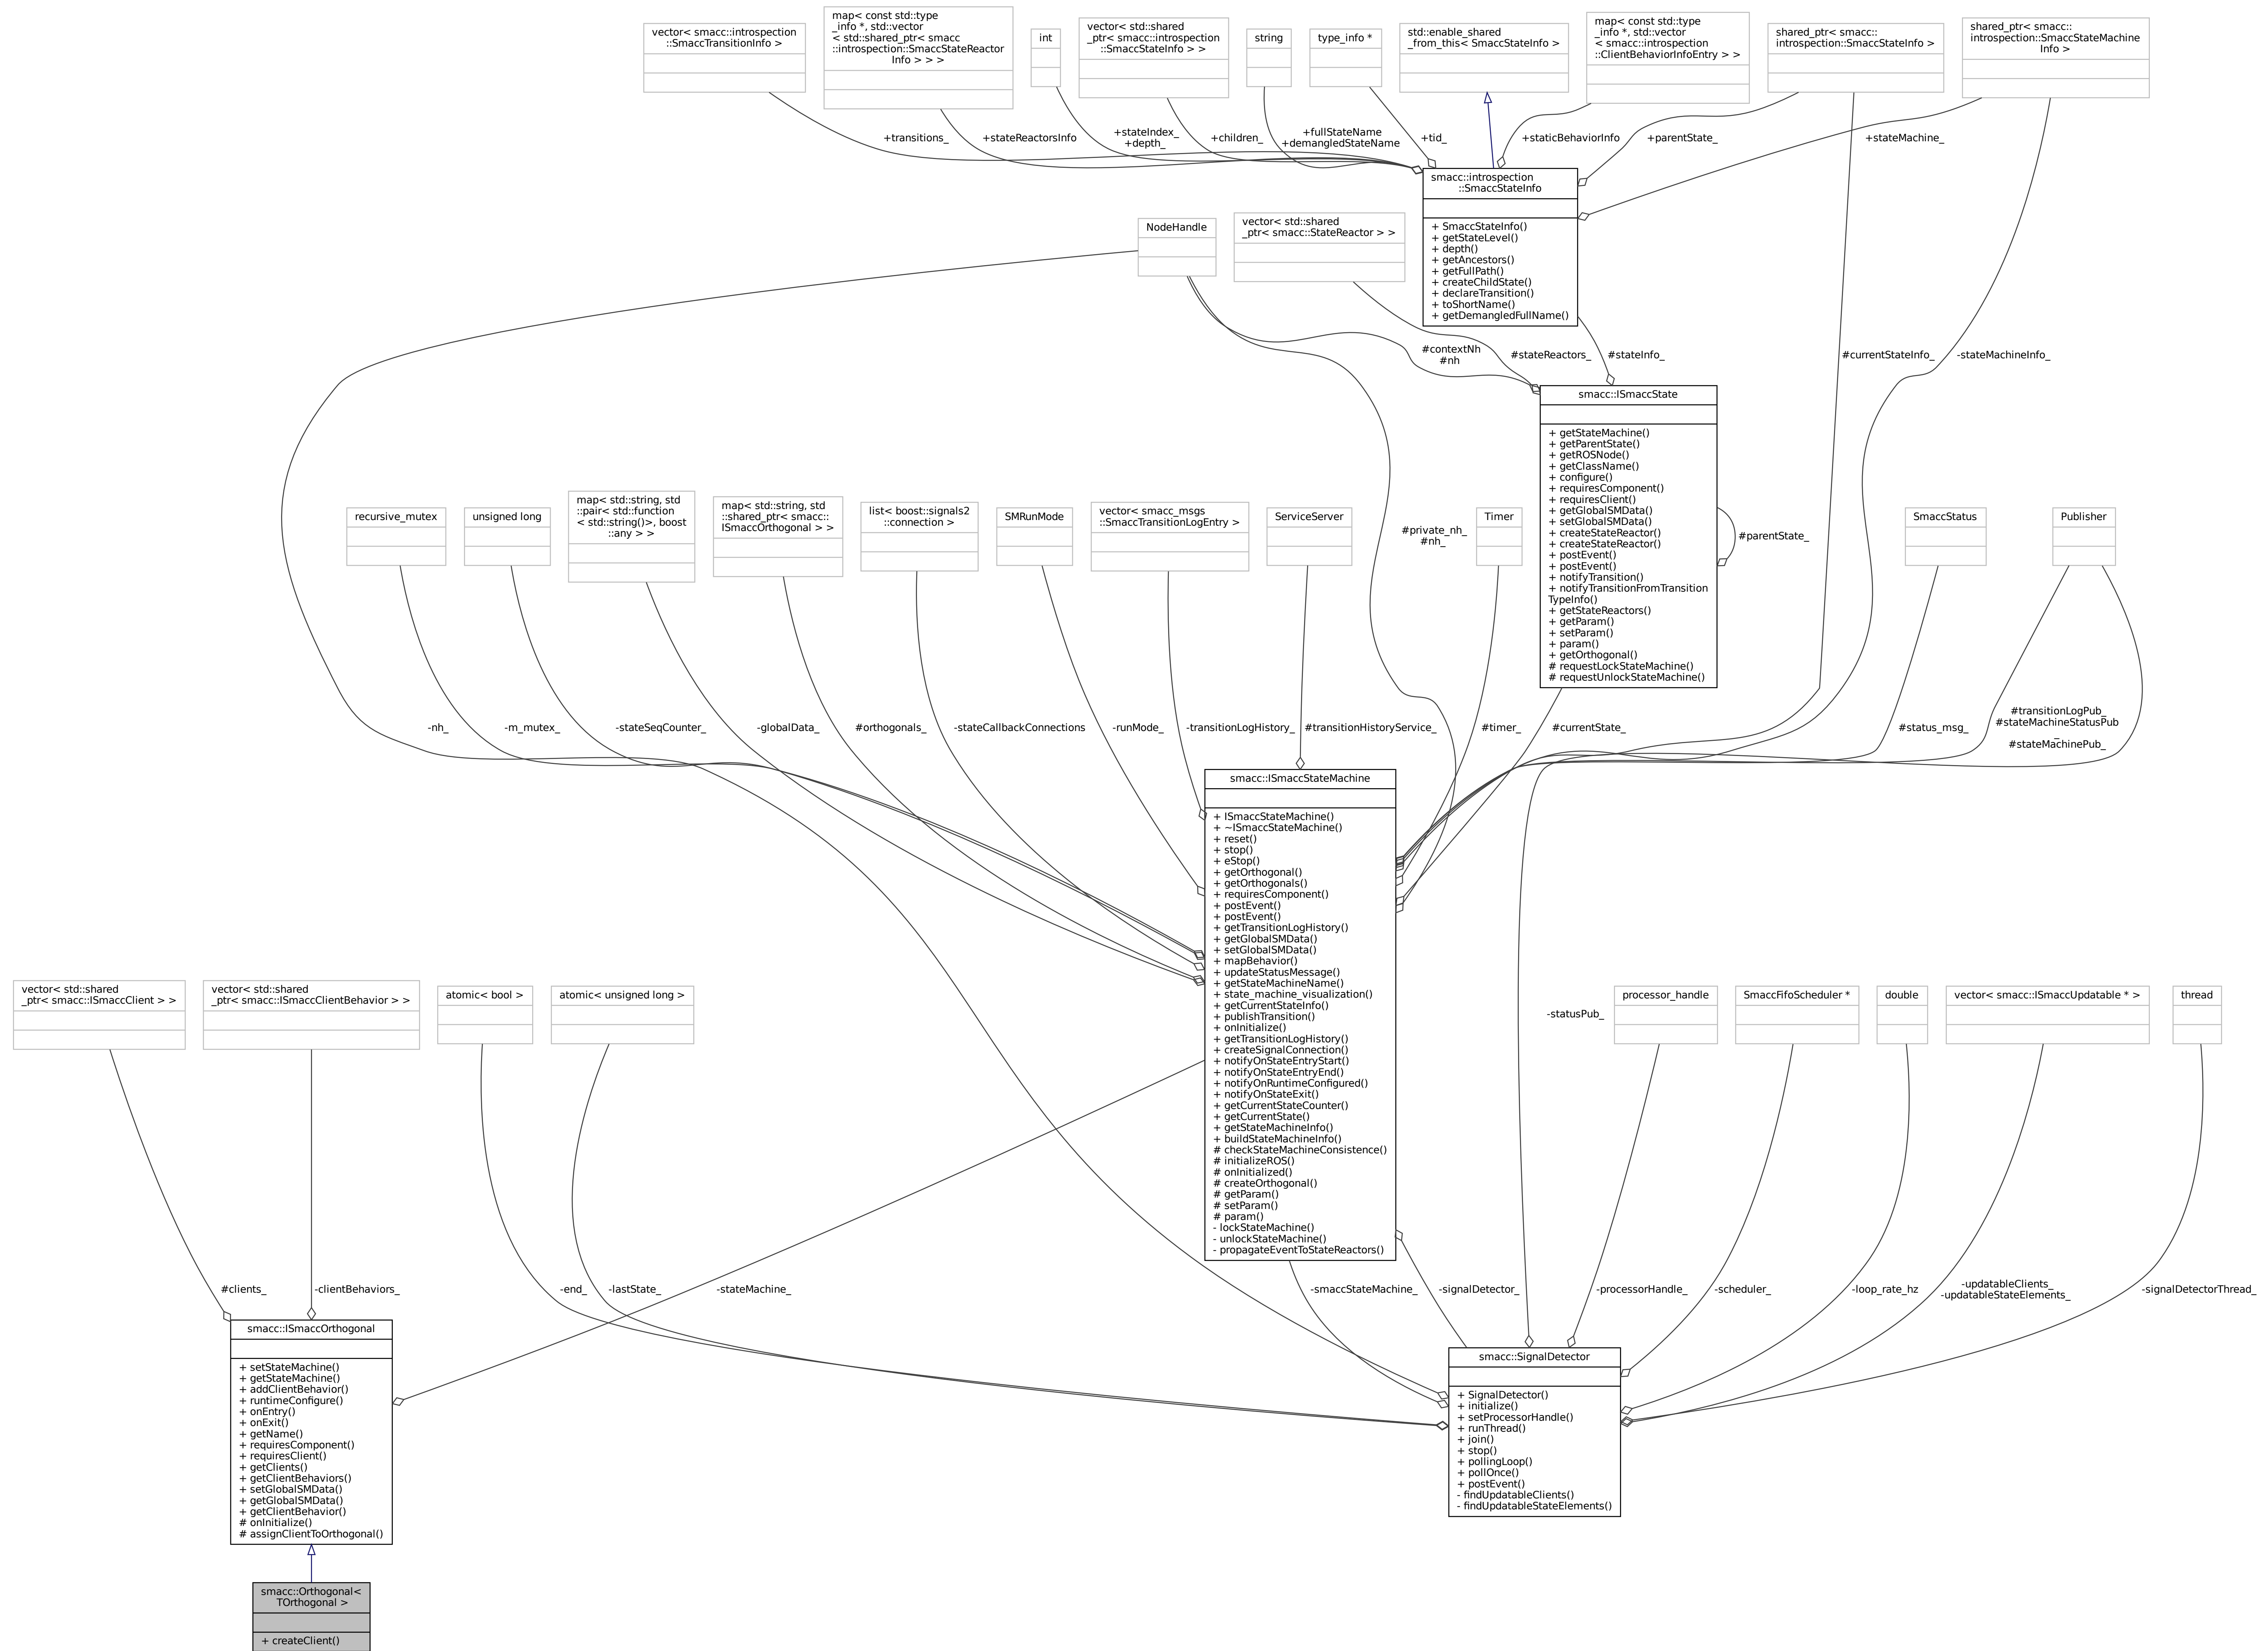 vector< smacc::introspection
::SmaccTransitionInfo >
map< const std::type
_info *, std::vector
< std::shared_ptr< smacc
::introspection::SmaccStateReactor
Info > > >
int
vector< std::shared
_ptr< smacc::introspection
::SmaccStateInfo > >
string
type_info *
std::enable_shared
_from_this< SmaccStateInfo >
map< const std::type
_info *, std::vector
< smacc::introspection
::ClientBehaviorInfoEntry > >
shared_ptr< smacc::
introspection::SmaccStateInfo >
shared_ptr< smacc::
introspection::SmaccStateMachine
Info >
+transitions_
+stateReactorsInfo
+stateIndex_
+depth_
+children_
+fullStateName
+demangledStateName
+tid_
+staticBehaviorInfo
+parentState_
+stateMachine_
smacc::introspection
::SmaccStateInfo
+ SmaccStateInfo()
+ getStateLevel()
+ depth()
+ getAncestors()
+ getFullPath()
+ createChildState()
+ declareTransition()
+ toShortName()
+ getDemangledFullName()
NodeHandle
vector< std::shared
_ptr< smacc::StateReactor > >
#contextNh
#nh
#stateReactors_
#stateInfo_
#currentStateInfo_
-stateMachineInfo_
smacc::ISmaccState
+ getStateMachine()
+ getParentState()
+ getROSNode()
+ getClassName()
+ configure()
+ requiresComponent()
+ requiresClient()
+ getGlobalSMData()
+ setGlobalSMData()
+ createStateReactor()
+ createStateReactor()
+ postEvent()
+ postEvent()
+ notifyTransition()
+ notifyTransitionFromTransition
TypeInfo()
+ getStateReactors()
+ getParam()
+ setParam()
+ param()
+ getOrthogonal()
# requestLockStateMachine()
# requestUnlockStateMachine()
#parentState_
recursive_mutex
unsigned long
map< std::string, std
::pair< std::function
< std::string()>, boost
::any > >
map< std::string, std
::shared_ptr< smacc::
ISmaccOrthogonal > >
list< boost::signals2
::connection >
SMRunMode
vector< smacc_msgs
::SmaccTransitionLogEntry >
ServiceServer
#private_nh_
#nh_
Timer
SmaccStatus
Publisher
-nh_
-m_mutex_
-stateSeqCounter_
-globalData_
#orthogonals_
-stateCallbackConnections
-runMode_
-transitionLogHistory_
#transitionHistoryService_
#timer_
#currentState_
#status_msg_
#transitionLogPub_
#stateMachineStatusPub
_
#stateMachinePub_
smacc::ISmaccStateMachine
+ ISmaccStateMachine()
+ ~ISmaccStateMachine()
+ reset()
+ stop()
+ eStop()
+ getOrthogonal()
+ getOrthogonals()
+ requiresComponent()
+ postEvent()
+ postEvent()
+ getTransitionLogHistory()
+ getGlobalSMData()
+ setGlobalSMData()
+ mapBehavior()
+ updateStatusMessage()
+ getStateMachineName()
+ state_machine_visualization()
+ getCurrentStateInfo()
+ publishTransition()
+ onInitialize()
+ getTransitionLogHistory()
+ createSignalConnection()
+ notifyOnStateEntryStart()
+ notifyOnStateEntryEnd()
+ notifyOnRuntimeConfigured()
+ notifyOnStateExit()
+ getCurrentStateCounter()
+ getCurrentState()
+ getStateMachineInfo()
+ buildStateMachineInfo()
# checkStateMachineConsistence()
# initializeROS()
# onInitialized()
# createOrthogonal()
# getParam()
# setParam()
# param()
- lockStateMachine()
- unlockStateMachine()
- propagateEventToStateReactors()
vector< std::shared
_ptr< smacc::ISmaccClient > >
vector< std::shared
_ptr< smacc::ISmaccClientBehavior > >
atomic< bool >
atomic< unsigned long >
-statusPub_
processor_handle
SmaccFifoScheduler *
double
vector< smacc::ISmaccUpdatable * >
thread
#clients_
-clientBehaviors_
-end_
-lastState_
-stateMachine_
-smaccStateMachine_
-signalDetector_
-processorHandle_
-scheduler_
-loop_rate_hz
-updatableClients_
-updatableStateElements_
-signalDetectorThread_
smacc::ISmaccOrthogonal
+ setStateMachine()
+ getStateMachine()
+ addClientBehavior()
+ runtimeConfigure()
+ onEntry()
+ onExit()
+ getName()
+ requiresComponent()
+ requiresClient()
+ getClients()
+ getClientBehaviors()
+ setGlobalSMData()
+ getGlobalSMData()
+ getClientBehavior()
# onInitialize()
# assignClientToOrthogonal()
smacc::SignalDetector
+ SignalDetector()
+ initialize()
+ setProcessorHandle()
+ runThread()
+ join()
+ stop()
+ pollingLoop()
+ pollOnce()
+ postEvent()
- findUpdatableClients()
- findUpdatableStateElements()
smacc::Orthogonal<
TOrthogonal >
+ createClient()